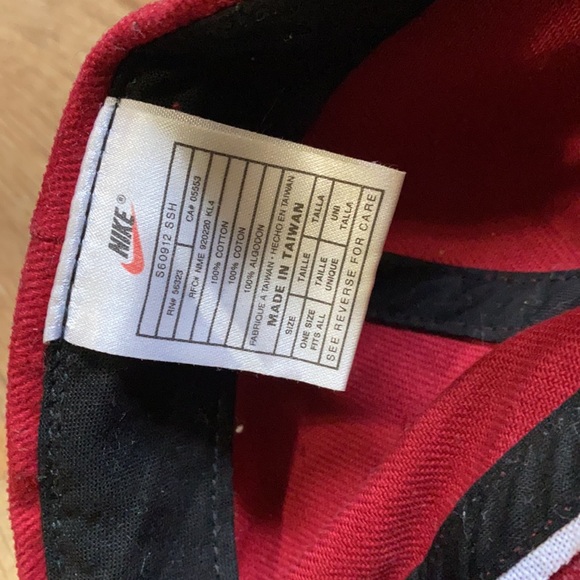 NIKE®
S60912 SSH
RN# 56323 CA# 05553
RFC# NME 920220 KL4
100% COTTON
100% COTON
100% ALGODON
FABRIQUE A TAIWAN • HECHO EN TAIWAN
MADE IN TAIWAN
SIZE TAILLE TALLA
ONE SIZE FITS ALL TAILLE UNIQUE UNI TALLA
SEE REVERSE FOR CARE